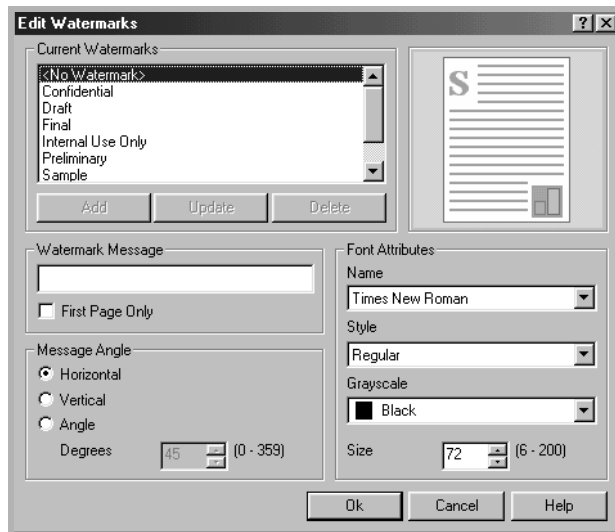 Edit Watermarks
Current Watermarks
<No Watermark>
Confidential
Draft
Final
Internal Use Only
Preliminary
Sample
Add Update Delete
S
Watermark Message
First Page Only
Message Angle
Horizontal
Vertical
Angle
Degrees 45 (0 - 359)
Font Attributes
Name
Times New Roman
Style
Regular
Grayscale
Black
Size 72 (6 - 200)
Ok Cancel Help